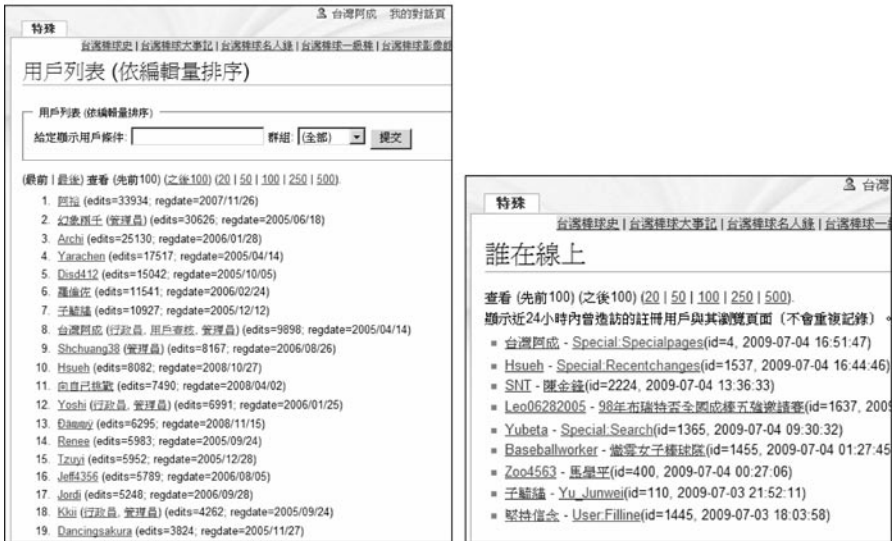 台灣阿成 我的對話頁
特殊
台灣棒球史 | 台灣棒球大事記 | 台灣棒球名人錄 | 台灣棒球一級棒 | 台灣棒球影像館
用戶列表 (依編輯量排序)
用戶列表 (依編輯量排序)
給定顯示用戶條件: 群組: (全部) 提交
(最前 | 最後) 查看 (先前100) (之後100) (20 | 50 | 100 | 250 | 500).
1. 阿裕 (edits=33934; regdate=2007/11/26)
2. 幻象兩千 (管理員) (edits=30626; regdate=2005/06/18)
3. Archi (edits=25130; regdate=2006/01/28)
4. Yarachen (edits=17517; regdate=2005/04/14)
5. Disd412 (edits=15042; regdate=2005/10/05)
6. 羅倫佐 (edits=11541; regdate=2006/02/24)
7. (edits=10927; regdate=2005/12/12)
8. 台灣阿成 (行政員, 用戶查核, 管理員) (edits=9898; regdate=2005/04/14)
9. Shchuang38 (管理員) (edits=8167; regdate=2006/08/26)
10. Hsueh (edits=8082; regdate=2008/10/27)
11. 向自己挑戰 (edits=7490; regdate=2008/04/02)
12. Yoshi (行政員, 管理員) (edits=6991; regdate=2006/01/25)
13. (edits=6295; regdate=2008/11/15)
14. Renee (edits=5983; regdate=2005/09/24)
15. Tzuyi (edits=5952; regdate=2005/12/28)
16. Jeff4356 (edits=5789; regdate=2006/08/05)
17. Jordi (edits=5248; regdate=2006/09/28)
18. Kkii (行政員, 管理員) (edits=4262; regdate=2005/09/24)
19. Dancingsakura (edits=3824; regdate=2005/11/27)
台灣
特殊
台灣棒球史 | 台灣棒球大事記 | 台灣棒球名人錄 | 台灣棒球一
誰在線上
查看 (先前100) (之後100) (20 | 50 | 100 | 250 | 500).
顯示近24小時內曾造訪的註冊用戶與其瀏覽頁面〔不會重複記錄〕。
台灣阿成 - Special:Specialpages(id=4, 2009-07-04 16:51:47)
Hsueh - Special:Recentchanges(id=1537, 2009-07-04 16:44:46)
SNT - 陳金鋒(id=2224, 2009-07-04 13:36:33)
Leo06282005 - 98年布瑞特盃全國成棒五強邀請賽(id=1637, 2009
Yubeta - Special:Search(id=1365, 2009-07-04 09:30:32)
Baseballworker - 女子棒球隊(id=1455, 2009-07-04 01:27:45
Zoo4563 - 馬學平(id=400, 2009-07-04 00:27:06)
- Yu_Junwei(id=110, 2009-07-03 21:52:11)
堅持信念 - User:Filline(id=1445, 2009-07-03 18:03:58)